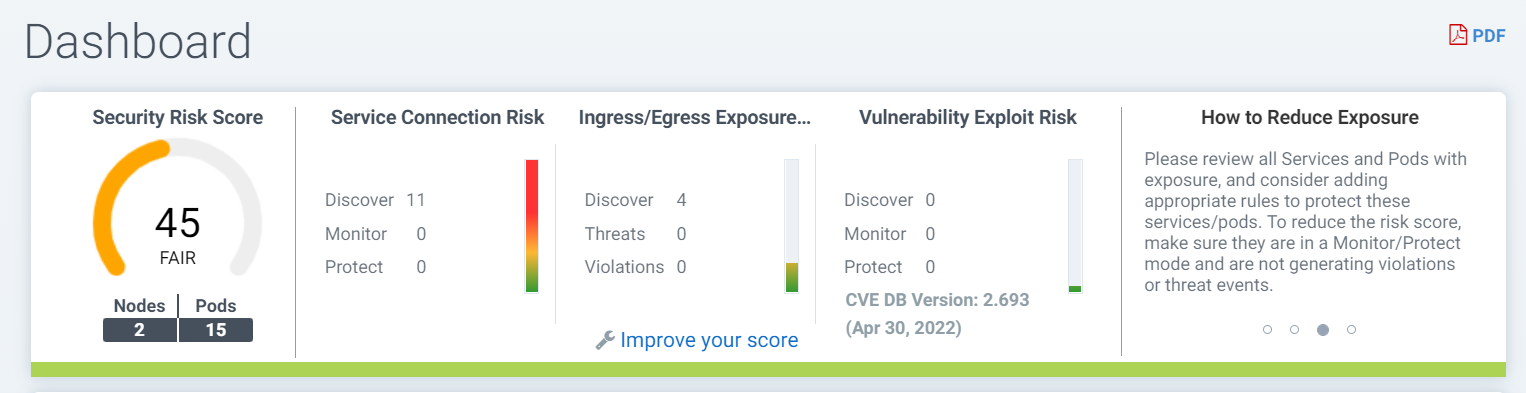 Dashboard
PDF
Security Risk Score
45
FAIR
Nodes Pods
2 15
Service Connection Risk
Discover 11
Monitor 0
Protect 0
Ingress/Egress Exposure...
Discover 4
Threats 0
Violations 0
Improve your score
Vulnerability Exploit Risk
Discover 0
Monitor 0
Protect 0
CVE DB Version: 2.693
(Apr 30, 2022)
How to Reduce Exposure
Please review all Services and Pods with
exposure, and consider adding
appropriate rules to protect these
services/pods. To reduce the risk score,
make sure they are in a Monitor/Protect
mode and are not generating violations
or threat events.